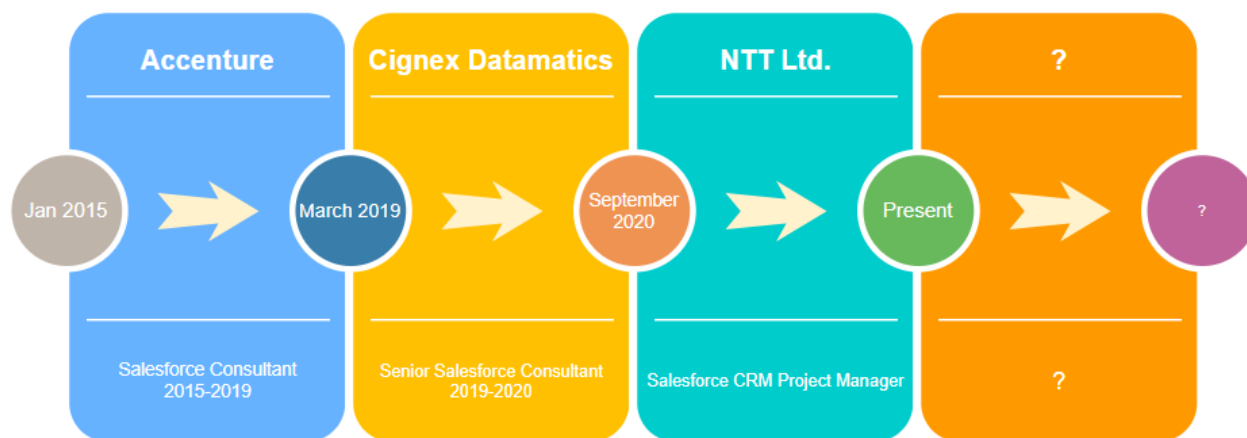 Accenture
Cignex Datamatics
NTT Ltd.
?
Jan 2015
March 2019
September
2020
Present
?
Salesforce Consultant
2015-2019
Senior Salesforce Consultant
2019-2020
Salesforce CRM Project Manager
?